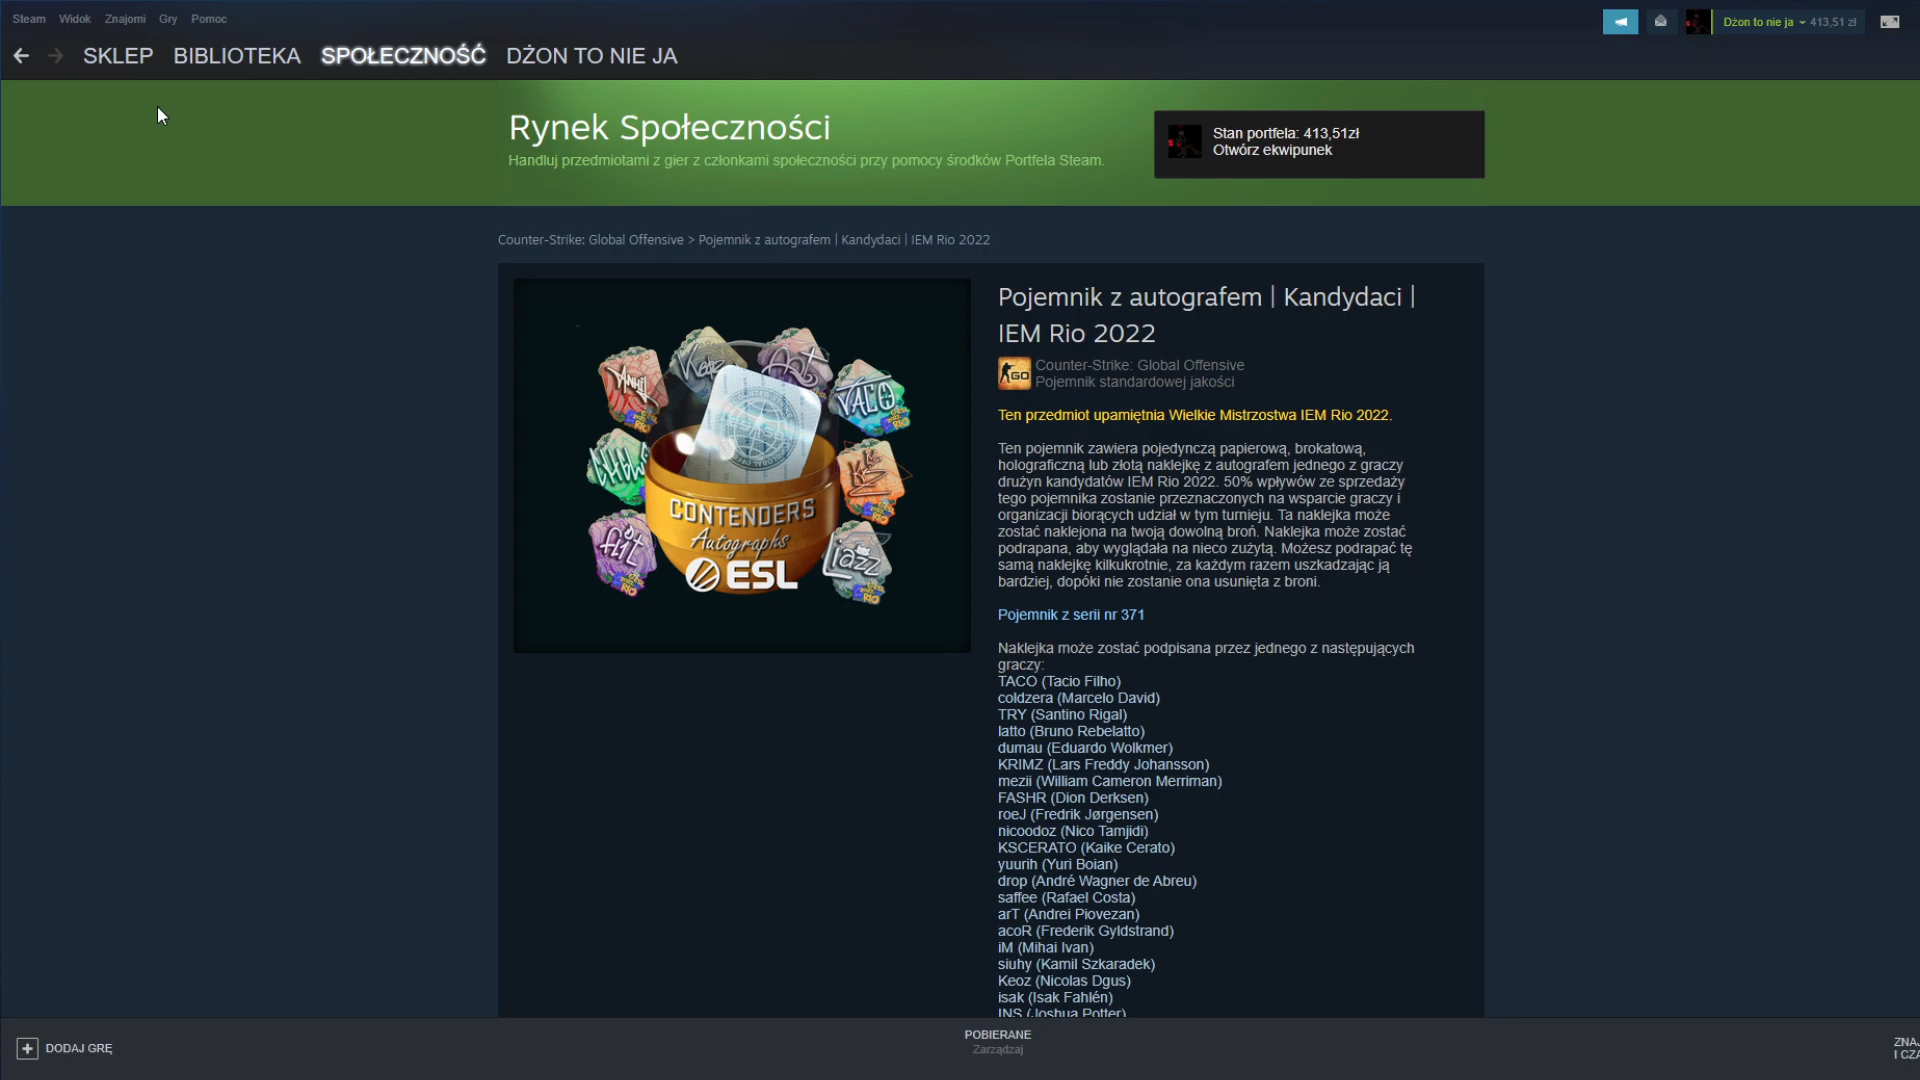 Steam Widok Znajomi Gry Pomoc
Dżon to nie ja 413,51 zł
SKLEP BIBLIOTEKA SPOŁECZNOŚĆ DŻON TO NIE JA
Rynek Społeczności
Handluj przedmiotami z gier z członkami społeczności przy pomocy środków Portfela Steam.
Stan portfela: 413,51zł
Otwórz ekwipunek
Counter-Strike: Global Offensive > Pojemnik z autografem | Kandydaci | IEM Rio 2022
TACO
CONTENDERS
Autographs
ESL
Liazz
Pojemnik z autografem | Kandydaci |
IEM Rio 2022
GO
Counter-Strike: Global Offensive
Pojemnik standardowej jakości
Ten przedmiot upamiętnia Wielkie Mistrzostwa IEM Rio 2022.
Ten pojemnik zawiera pojedynczą papierową, brokatową,
holograficzną lub złotą naklejkę z autografem jednego z graczy
drużyn kandydatów IEM Rio 2022. 50% wpływów ze sprzedaży
tego pojemnika zostanie przeznaczonych na wsparcie graczy i
organizacji biorących udział w tym turnieju. Ta naklejka może
zostać naklejona na twoją dowolną broń. Naklejka może zostać
podrapana, aby wyglądała na nieco zużytą. Możesz podrapać tę
samą naklejkę kilkukrotnie, za każdym razem uszkadzając ją
bardziej, dopóki nie zostanie ona usunięta z broni.
Pojemnik z serii nr 371
Naklejka może zostać podpisana przez jednego z następujących
graczy:
TACO (Tacio Filho)
coldzera (Marcelo David)
TRY (Santino Rigal)
latto (Bruno Rebelatto)
dumau (Eduardo Wolkmer)
KRIMZ (Lars Freddy Johansson)
mezii (William Cameron Merriman)
FASHR (Dion Derksen)
roeJ (Fredrik Jørgensen)
nicoodoz (Nico Tamjidi)
KSCERATO (Kaike Cerato)
yuurih (Yuri Boian)
drop (André Wagner de Abreu)
saffee (Rafael Costa)
arT (Andrei Piovezan)
acoR (Frederik Gyldstrand)
iM (Mihai Ivan)
siuhy (Kamil Szkaradek)
Keoz (Nicolas Dgus)
isak (Isak Fahlén)
INS (Joshua Potter)
DODAJ GRĘ
POBIERANE
Zarządzaj
ZNAJ
I CZA